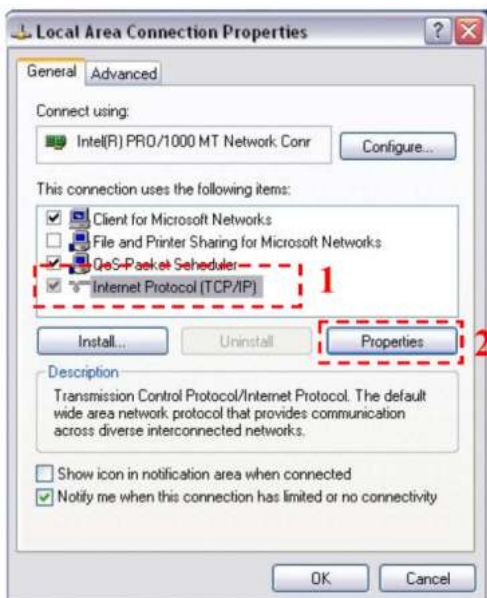 Local Area Connection Properties
General Advanced
Connect using:
Intel(R) PRO/1000 MT Network Conr
Configure...
This connection uses the following items:
Client for Microsoft Networks
File and Printer Sharing for Microsoft Networks
QoS Packet Scheduler
Internet Protocol (TCP/IP)
1
Install... Uninstall Properties
2
Description
Transmission Control Protocol/Internet Protocol. The default
wide area network protocol that provides communication
across diverse interconnected networks.
Show icon in notification area when connected
Notify me when this connection has limited or no connectivity
OK Cancel